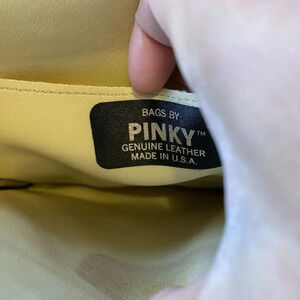 BAGS BY
PINKY™
GENUINE LEATHER
MADE IN U.S.A.